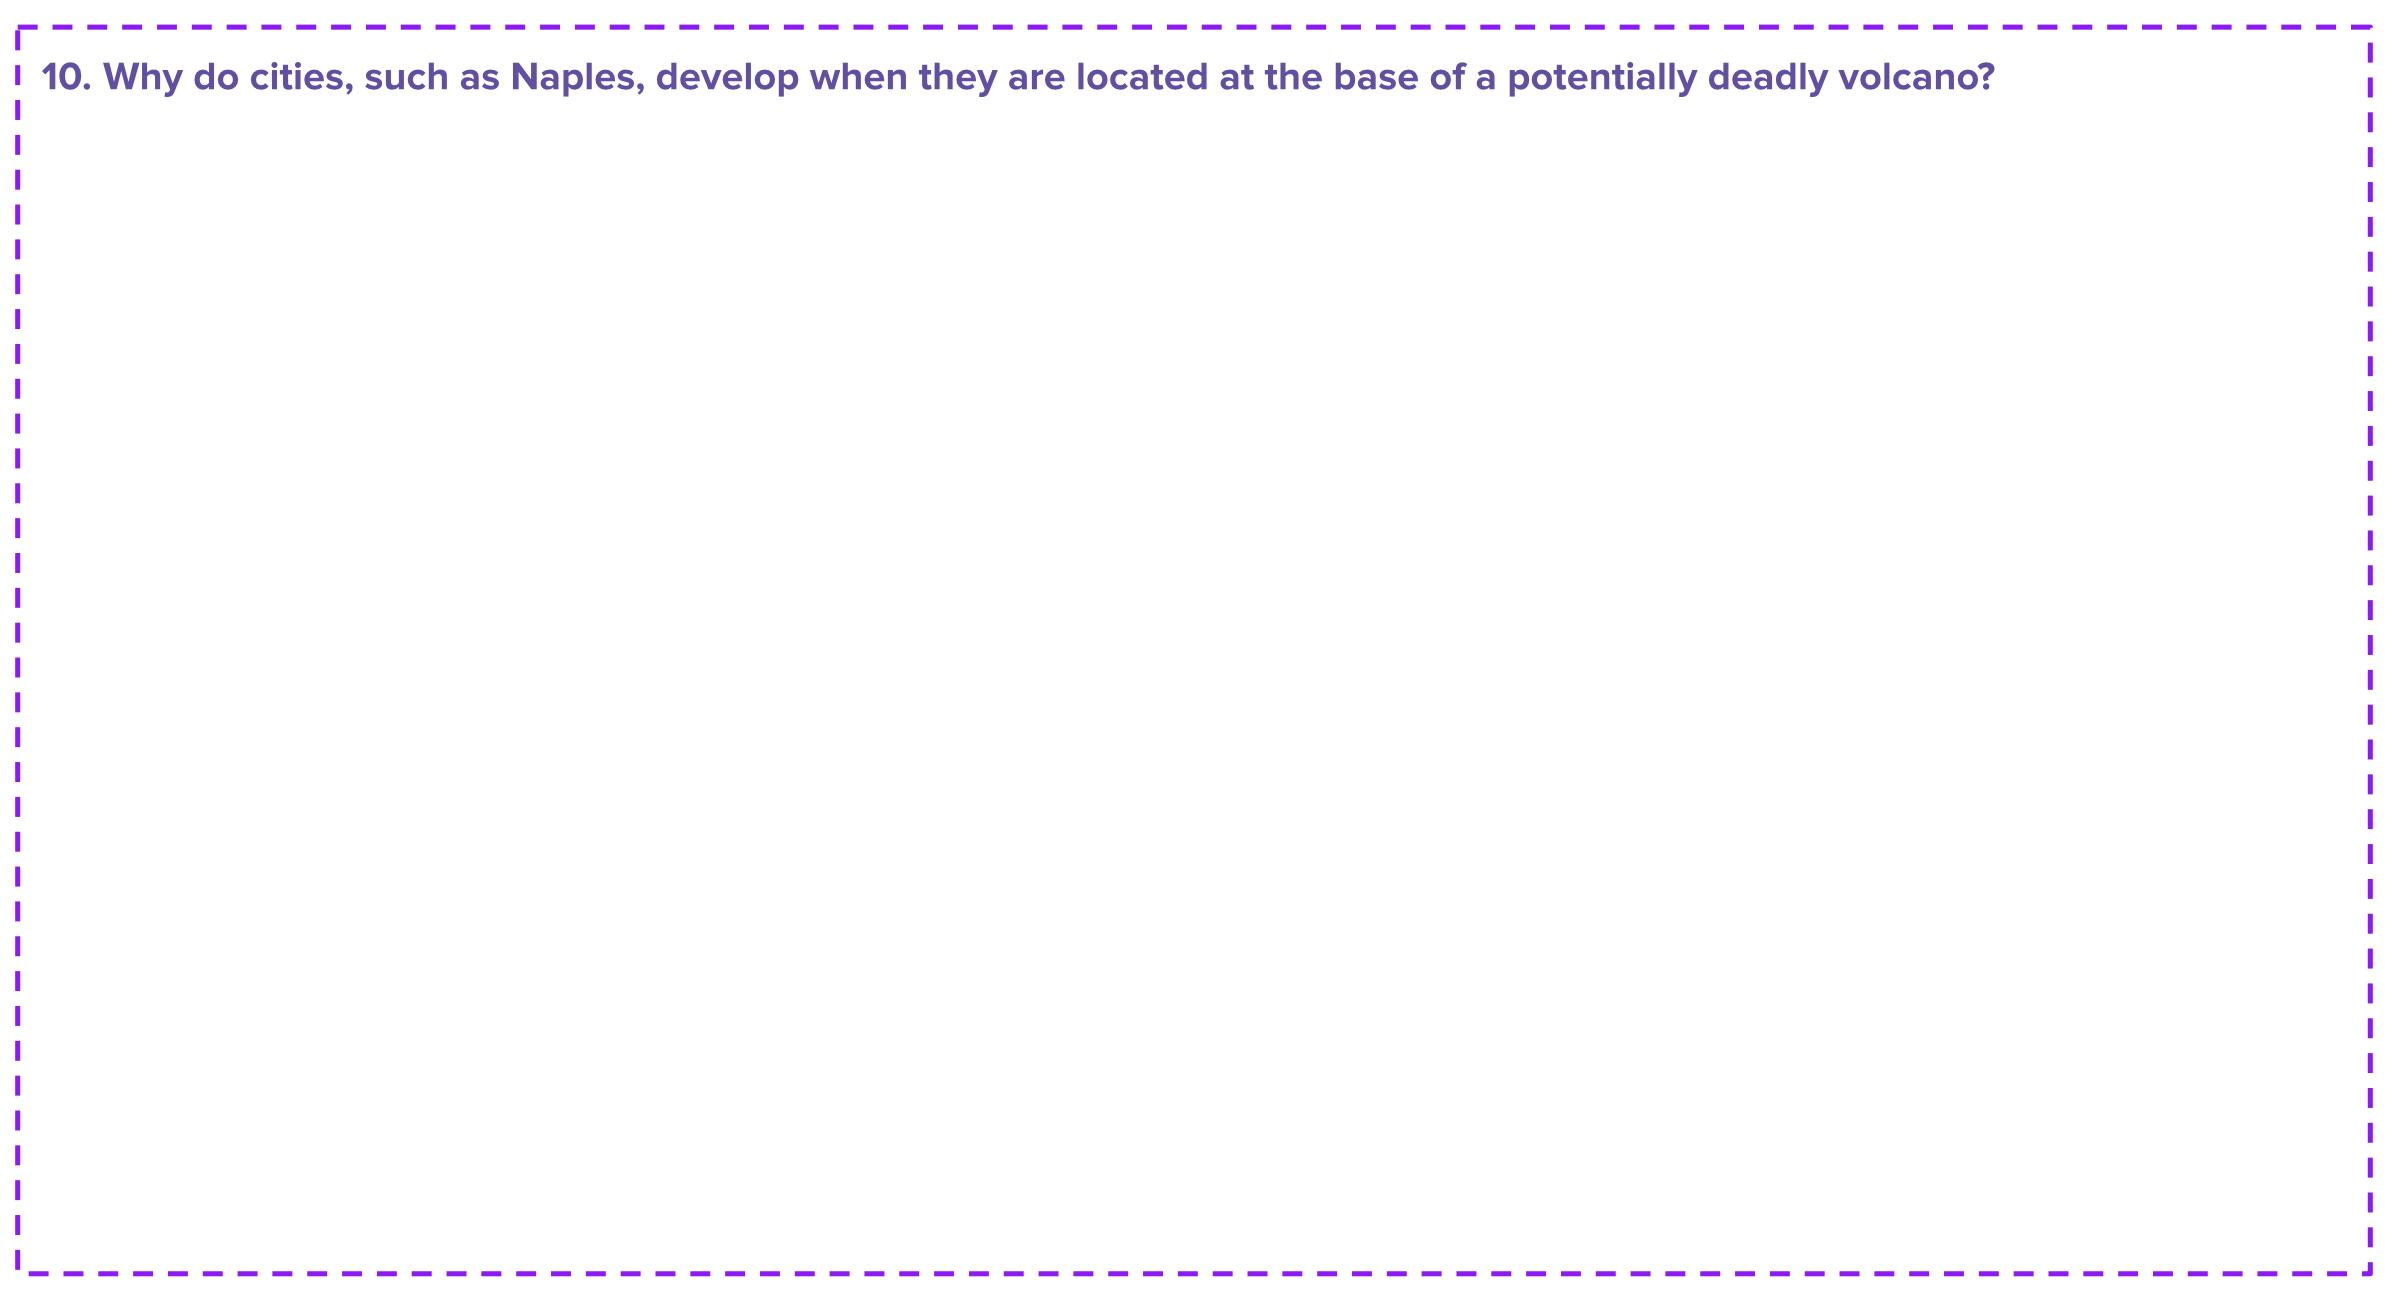 10. Why do cities, such as Naples, develop when they are located at the base of a potentially deadly volcano?